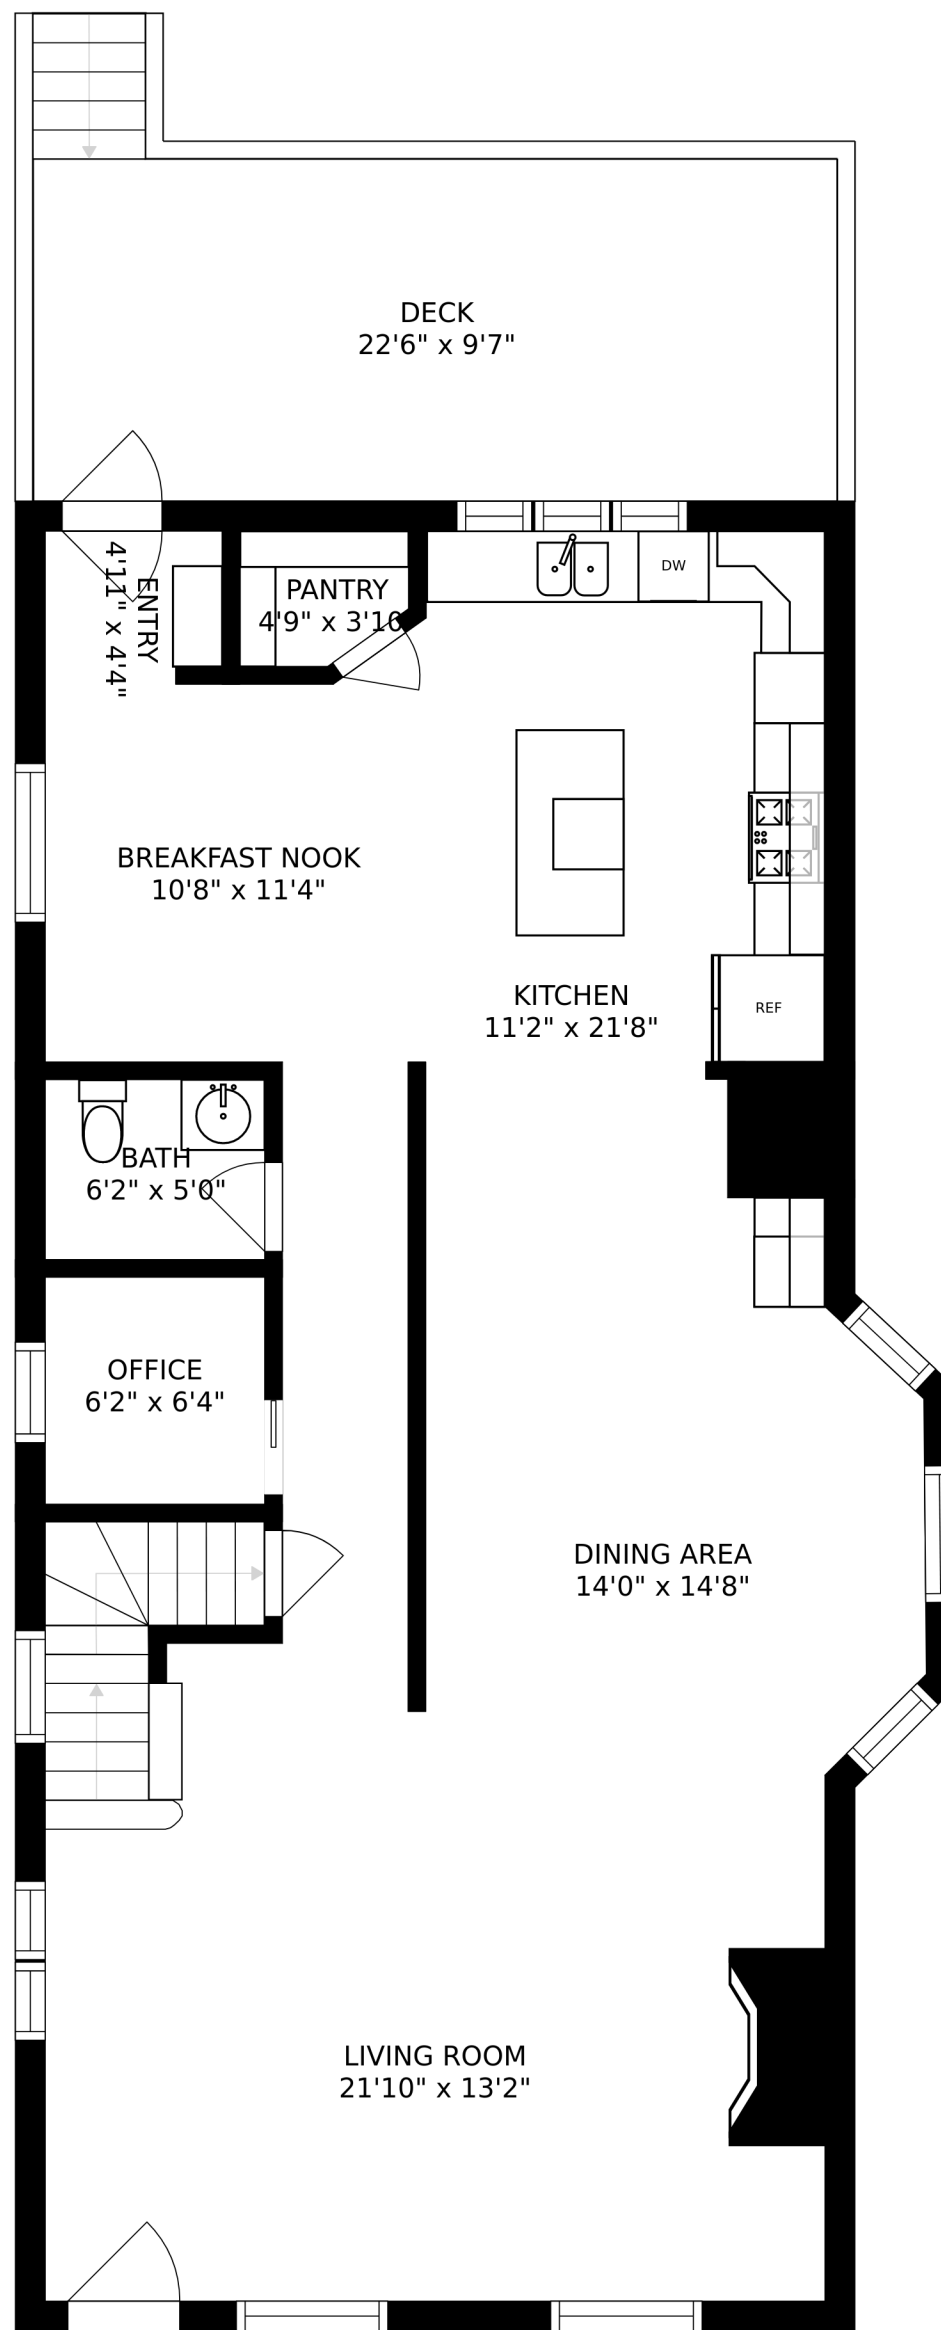 DECK
22'6" x 9'7"
ENTRY
4'11" x 4'4"
PANTRY
4'9" x 3'10
DW
BREAKFAST NOOK
10'8" x 11'4"
KITCHEN
11'2" x 21'8"
REF
BATH
6'2" x 5'0"
OFFICE
6'2" x 6'4"
DINING AREA
14'0" x 14'8"
LIVING ROOM
21'10" x 13'2"